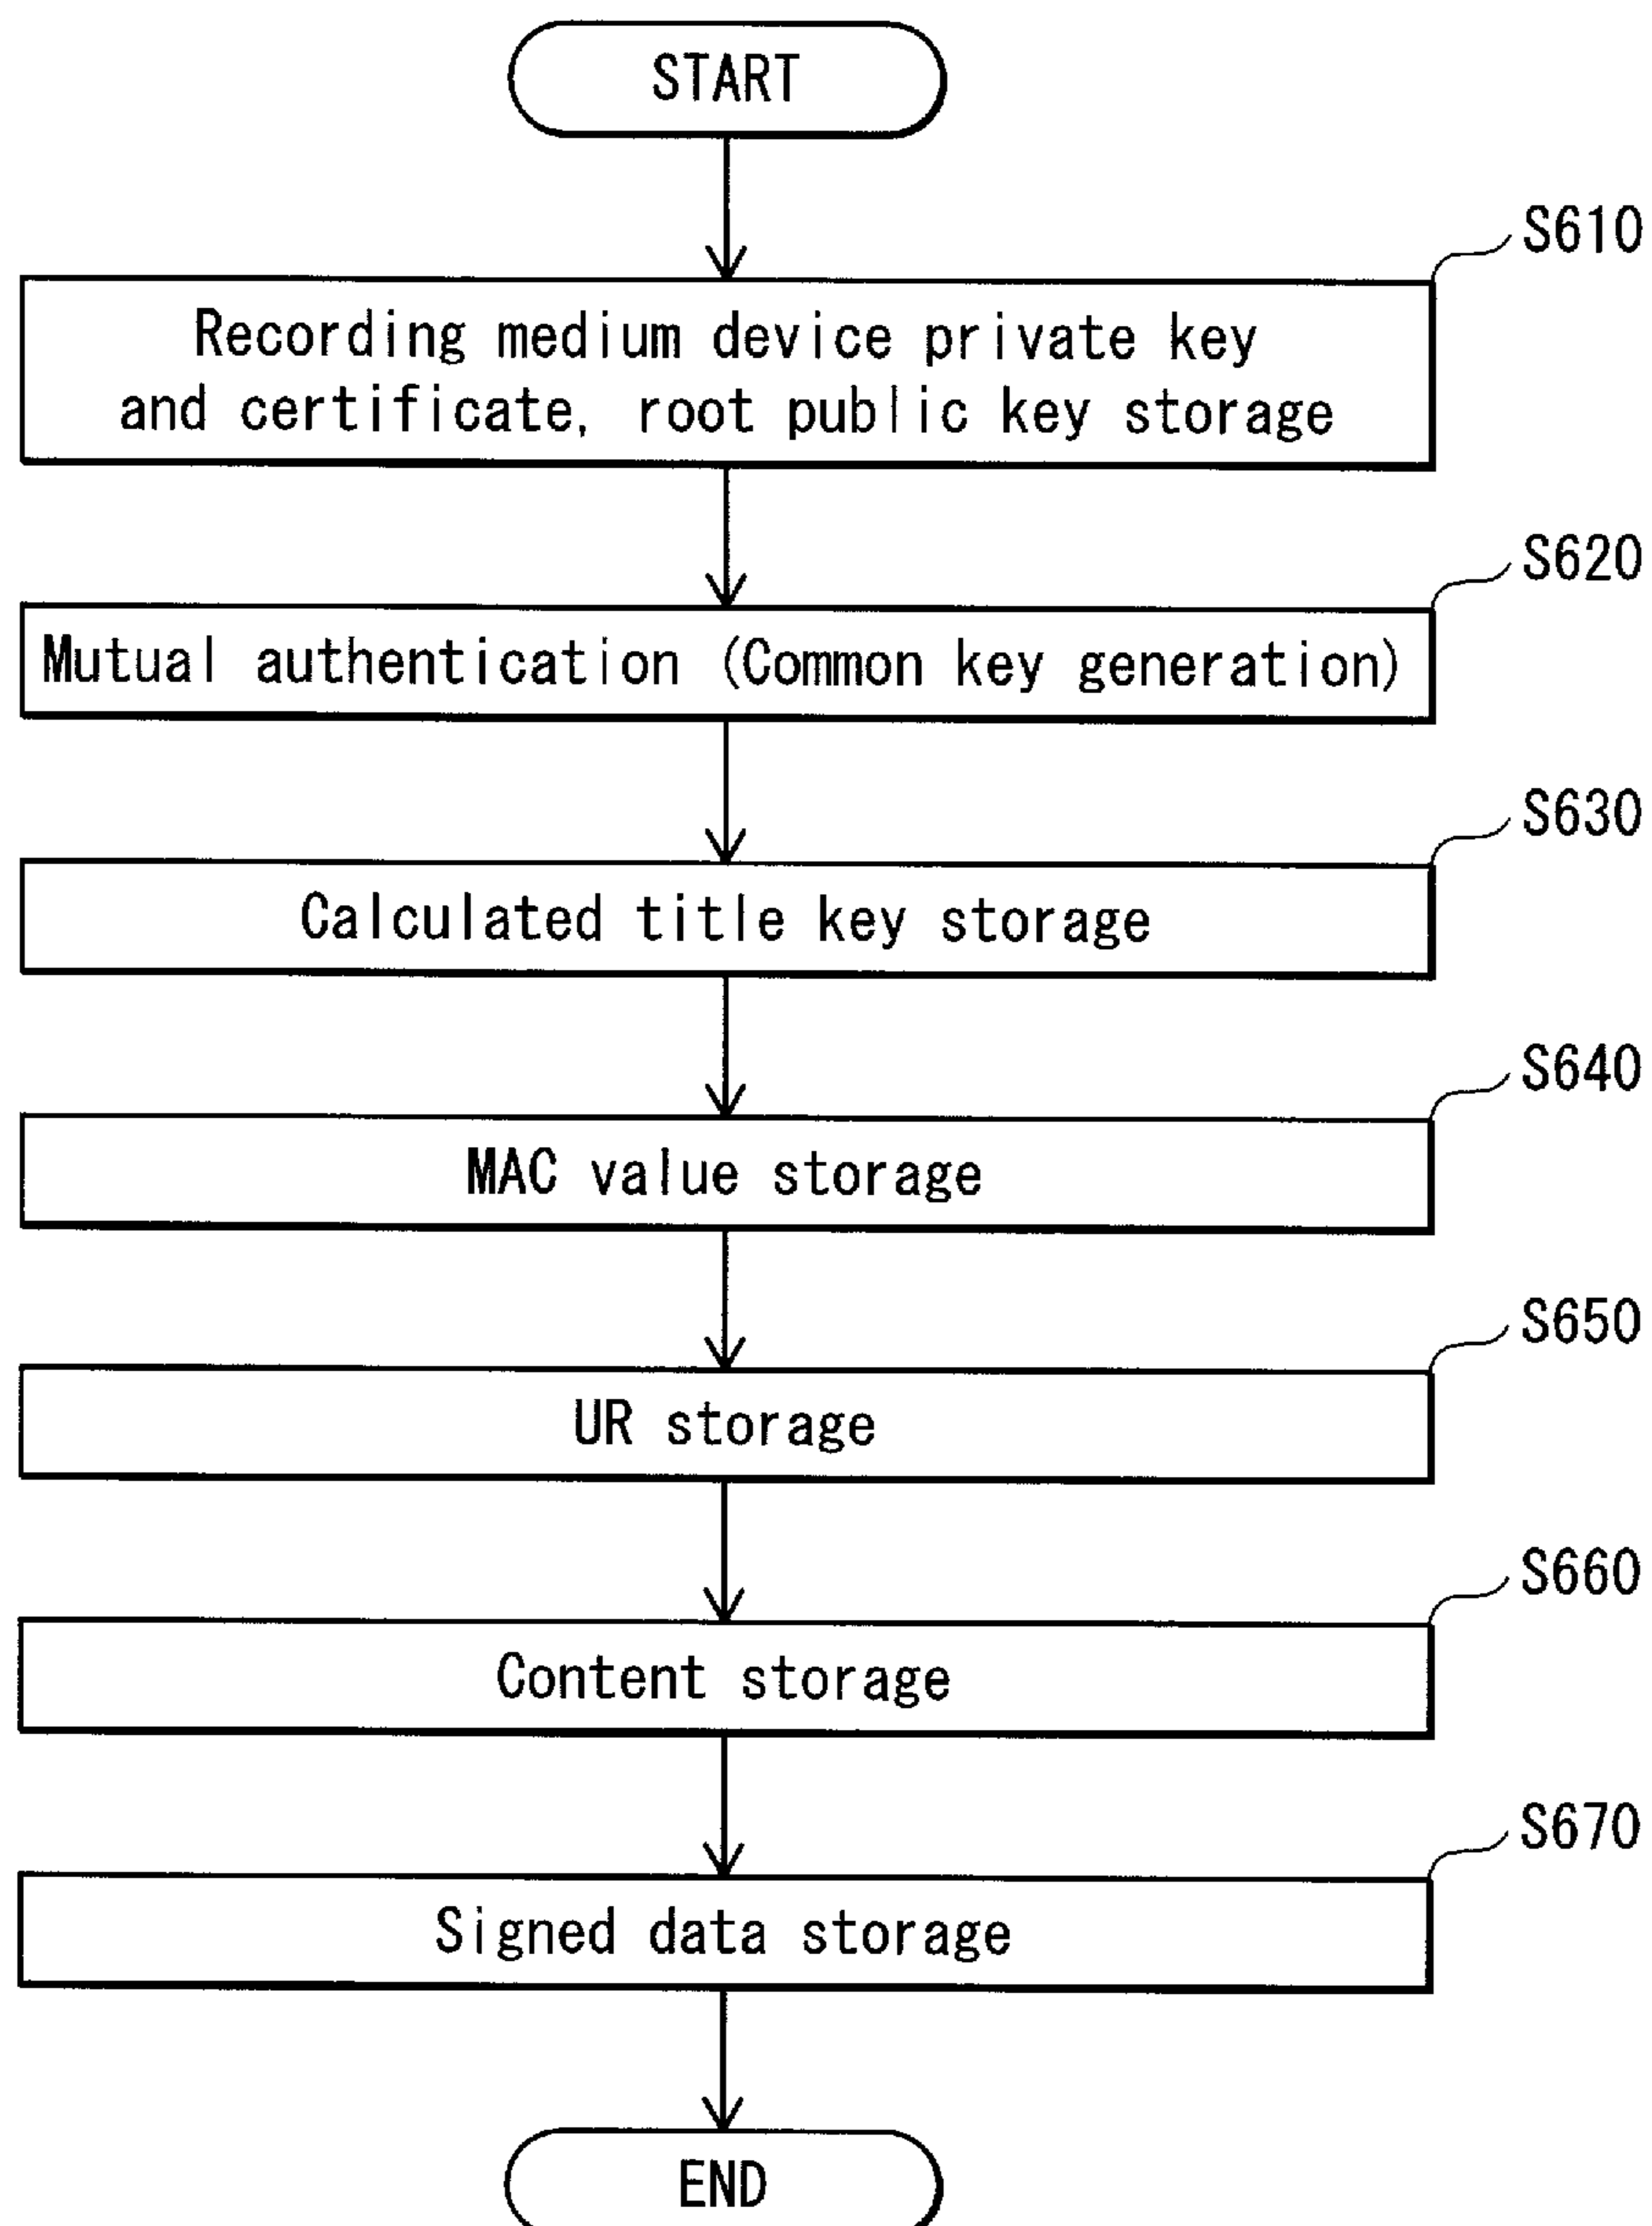 START
S610
Recording medium device private key
and certificate, root public key storage
S620
Mutual authentication (Common key generation)
S630
Calculated title key storage
S640
MAC value storage
S650
UR storage
S660
Content storage
S670
Signed data storage
END